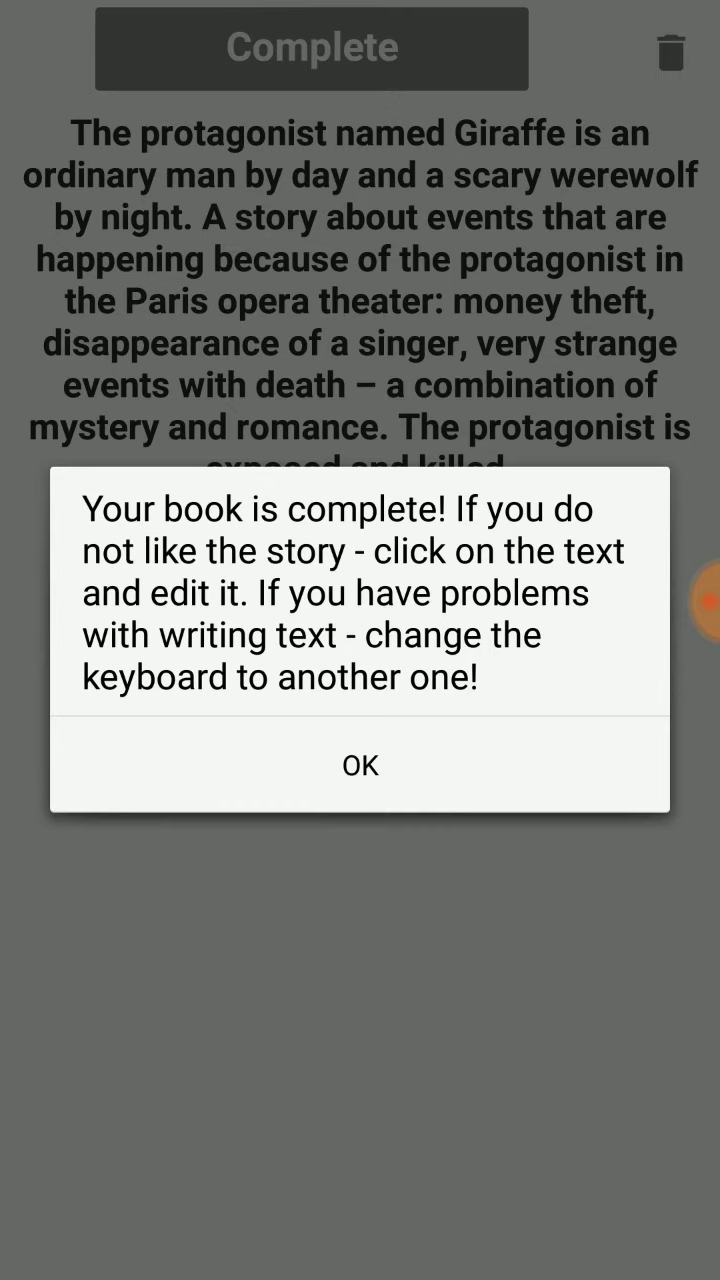 Complete
The protagonist named Giraffe is an
ordinary man by day and a scary werewolf
by night. A story about events that are
happening because of the protagonist in
the Paris opera theater: money theft,
disappearance of a singer, very strange
events with death – a combination of
mystery and romance. The protagonist is
exposed and killed
Your book is complete! If you do
not like the story - click on the text
and edit it. If you have problems
with writing text - change the
keyboard to another one!
OK